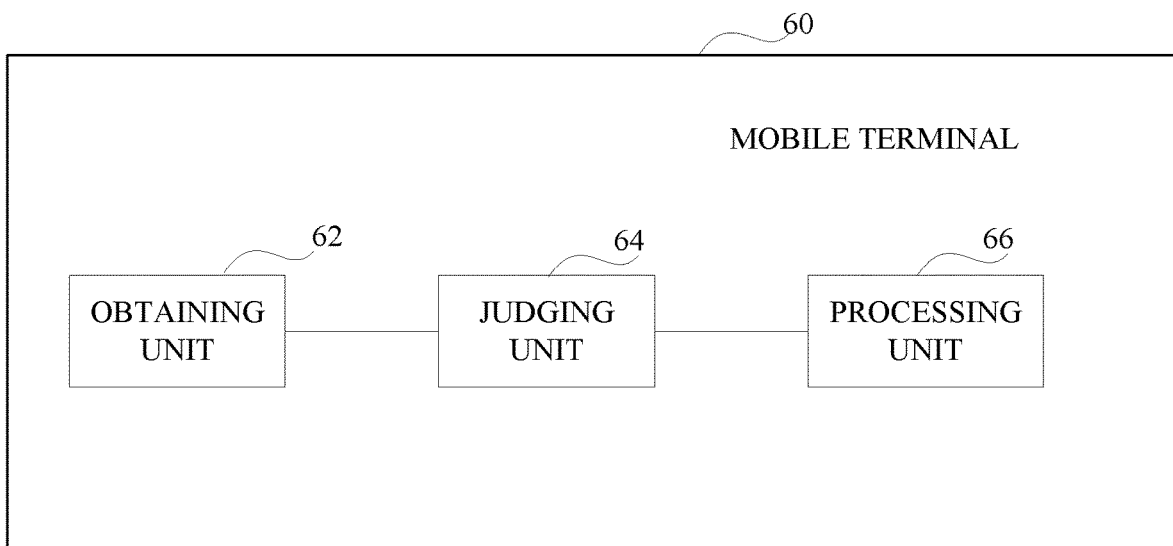 60
MOBILE TERMINAL
62
64
66
OBTAINING
UNIT
JUDGING
UNIT
PROCESSING
UNIT